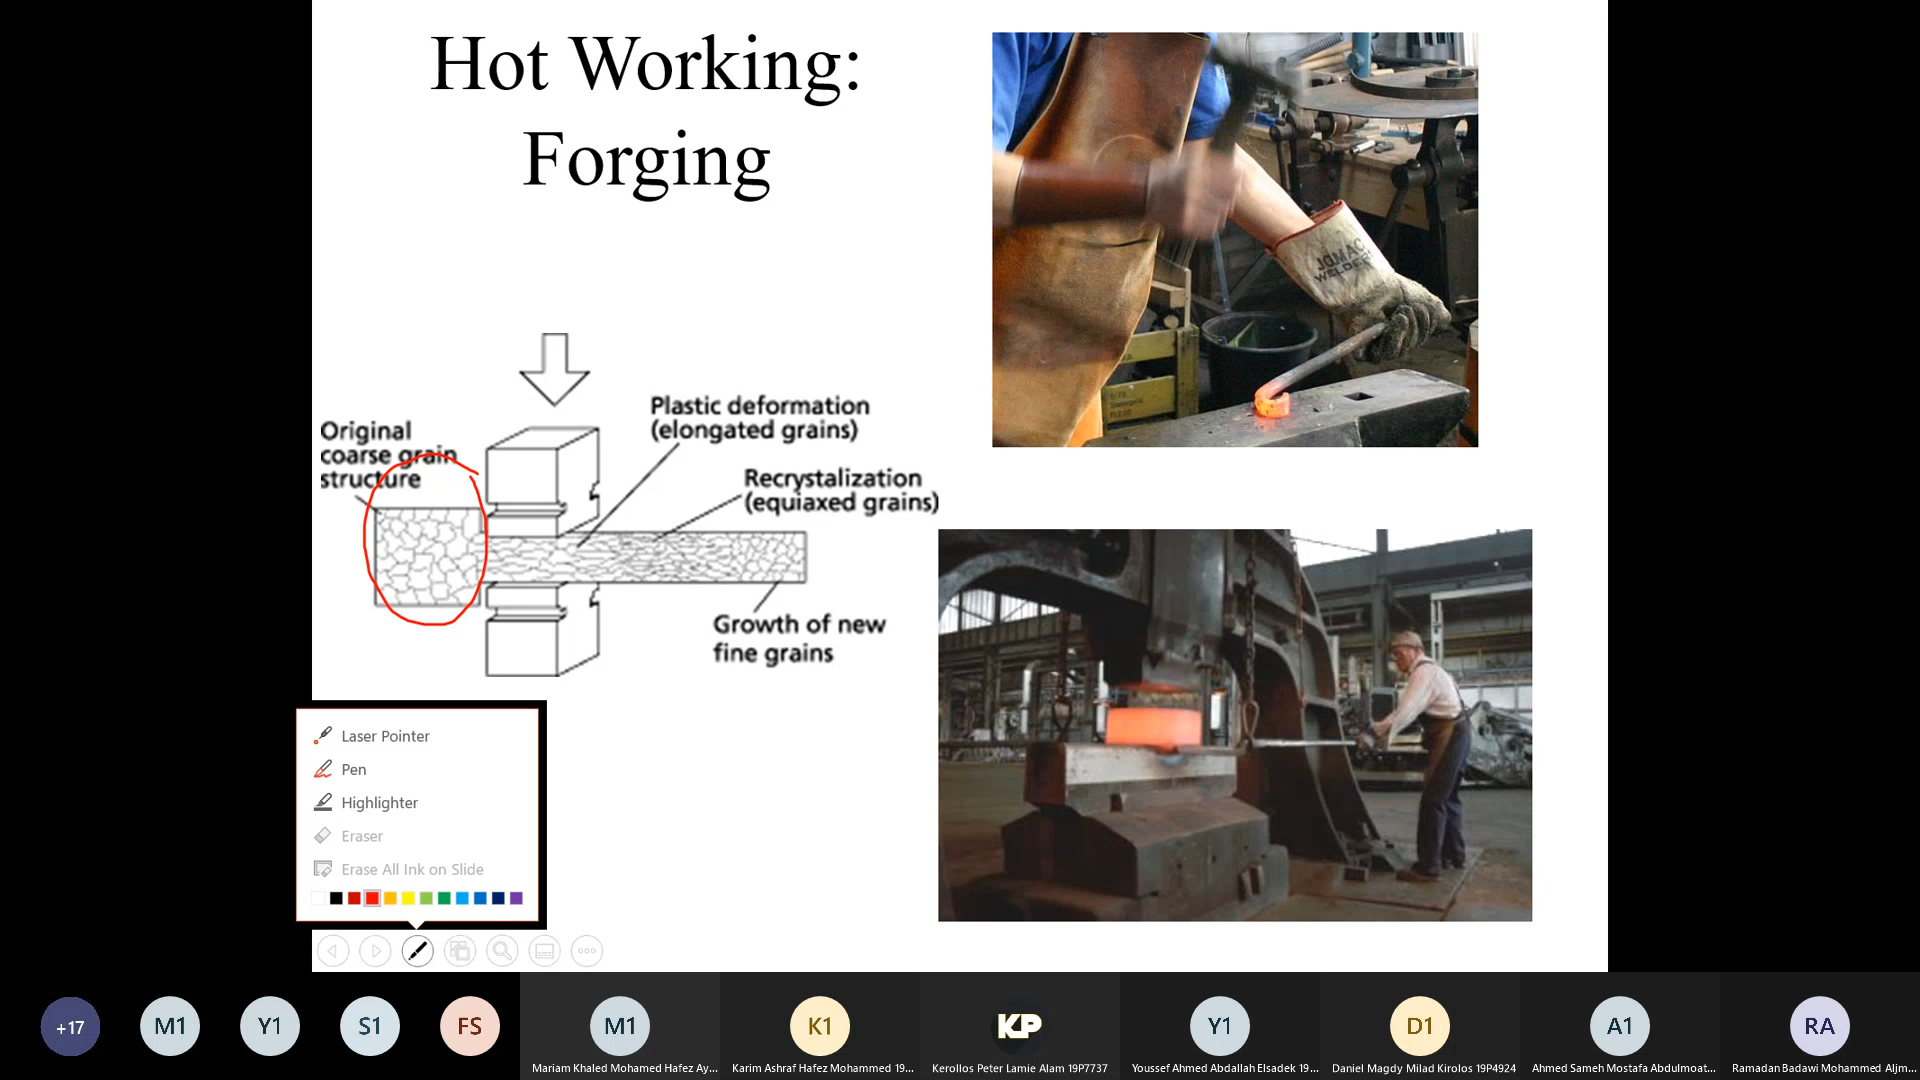 Hot Working:
Forging
Original
coarse grain
structure
Plastic deformation
(elongated grains)
Recrystalization
(equiaxed grains)
Growth of new
fine grains
JOMAC
WELDER
Laser Pointer
Pen
Highlighter
Eraser
Erase All Ink on Slide
+17
M1
Y1
S1
FS
M1
Mariam Khaled Mohamed Hafez Ay...
K1
Karim Ashraf Hafez Mohammed 19...
KP
Kerollos Peter Lamie Alam 19P7737
Y1
Youssef Ahmed Abdallah Elsadek 19...
D1
Daniel Magdy Milad Kirolos 19P4924
A1
Ahmed Sameh Mostafa Abdulmoat...
RA
Ramadan Badawi Mohammed Aljm...